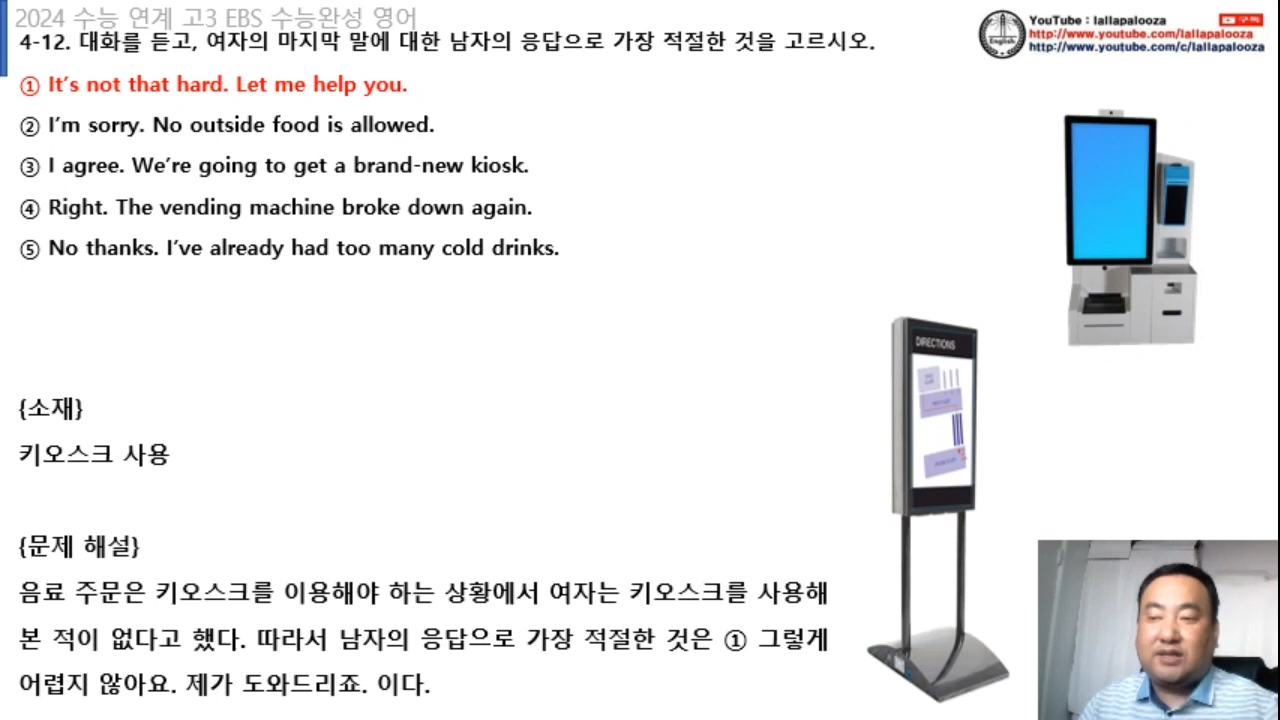 2024 수능 연계 고3 EBS 수능완성 영어
4-12. 대화를 듣고, 여자의 마지막 말에 대한 남자의 응답으로 가장 적절한 것을 고르시오.
YouTube : lallapalooza
구독
http://www.youtube.com/lallapalooza
http://www.youtube.com/c/lallapalooza
English
① It's not that hard. Let me help you.
② I'm sorry. No outside food is allowed.
③ I agree. We're going to get a brand-new kiosk.
④ Right. The vending machine broke down again.
⑤ No thanks. I've already had too many cold drinks.
DIRECTIONS
{소재}
키오스크 사용
{문제 해설}
음료 주문은 키오스크를 이용해야 하는 상황에서 여자는 키오스크를 사용해
본 적이 없다고 했다. 따라서 남자의 응답으로 가장 적절한 것은 ① 그렇게
어렵지 않아요. 제가 도와드리죠. 이다.